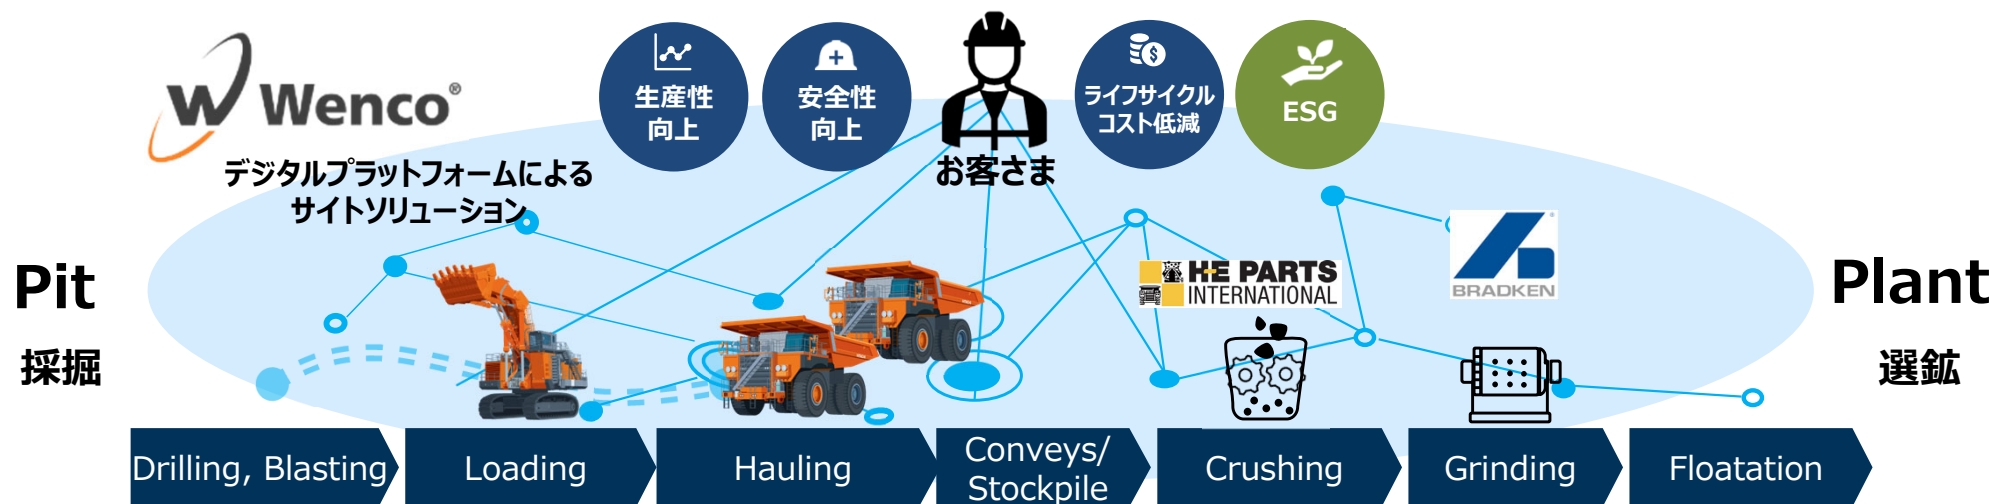 Wenco®
デジタルプラットフォームによる
サイトソリューション
生産性
向上
安全性
向上
お客さま
ライフサイクル
コスト低減
ESG
Pit
採掘
H-E PARTS
INTERNATIONAL
BRADKEN
Plant
選鉱
Drilling, Blasting
Loading
Hauling
Conveys/
Stockpile
Crushing
Grinding
Floatation